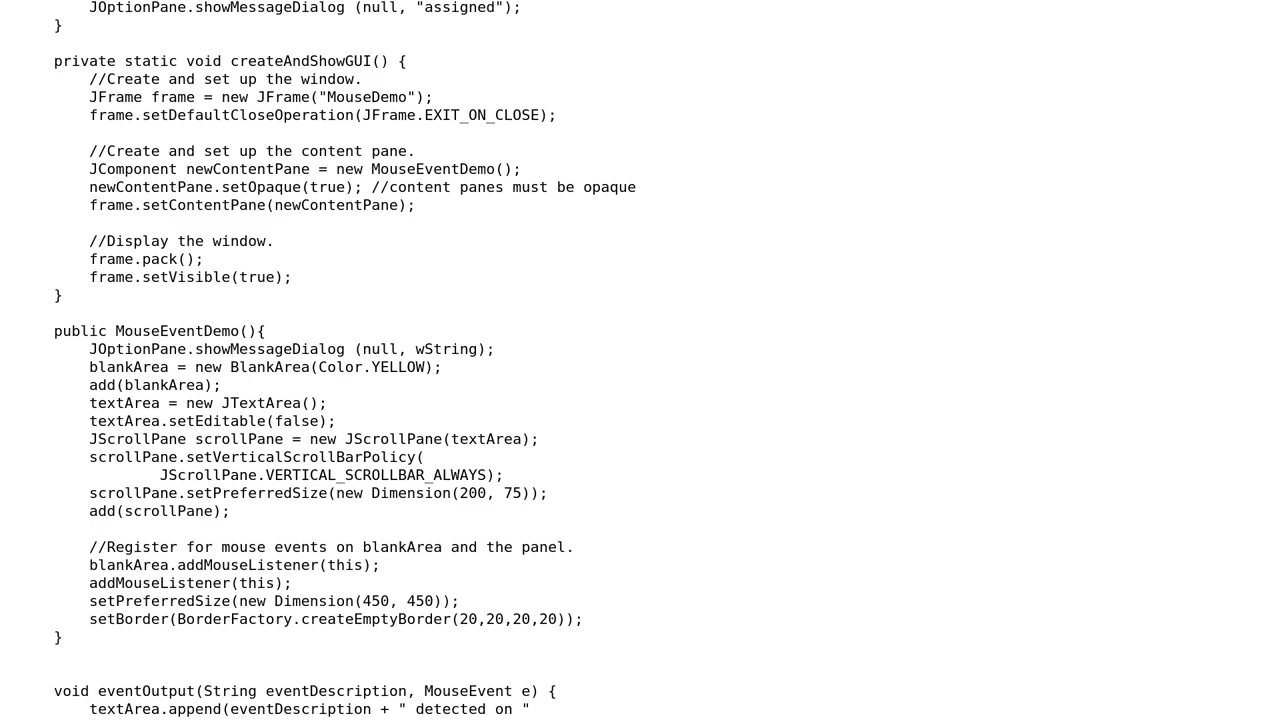 JOptionPane.showMessageDialog (null, "assigned");
}
private static void createAndShowGUI() {
//Create and set up the window.
JFrame frame = new JFrame("MouseDemo");
frame.setDefaultCloseOperation(JFrame.EXIT_ON_CLOSE);
//Create and set up the content pane.
JComponent newContentPane = new MouseEventDemo();
newContentPane.setOpaque(true); //content panes must be opaque
frame.setContentPane(newContentPane);
//Display the window.
frame.pack();
frame.setVisible(true);
}
public MouseEventDemo(){
JOptionPane.showMessageDialog (null, wString);
blankArea = new BlankArea(Color.YELLOW);
add(blankArea);
textArea = new JTextArea();
textArea.setEditable(false);
JScrollPane scrollPane = new JScrollPane(textArea);
scrollPane.setVerticalScrollBarPolicy(
JScrollPane.VERTICAL_SCROLLBAR_ALWAYS);
scrollPane.setPreferredSize(new Dimension(200, 75));
add(scrollPane);
//Register for mouse events on blankArea and the panel.
blankArea.addMouseListener(this);
addMouseListener(this);
setPreferredSize(new Dimension(450, 450));
setBorder(BorderFactory.createEmptyBorder(20,20,20,20));
}
void eventOutput(String eventDescription, MouseEvent e) {
textArea.append(eventDescription + " detected on "